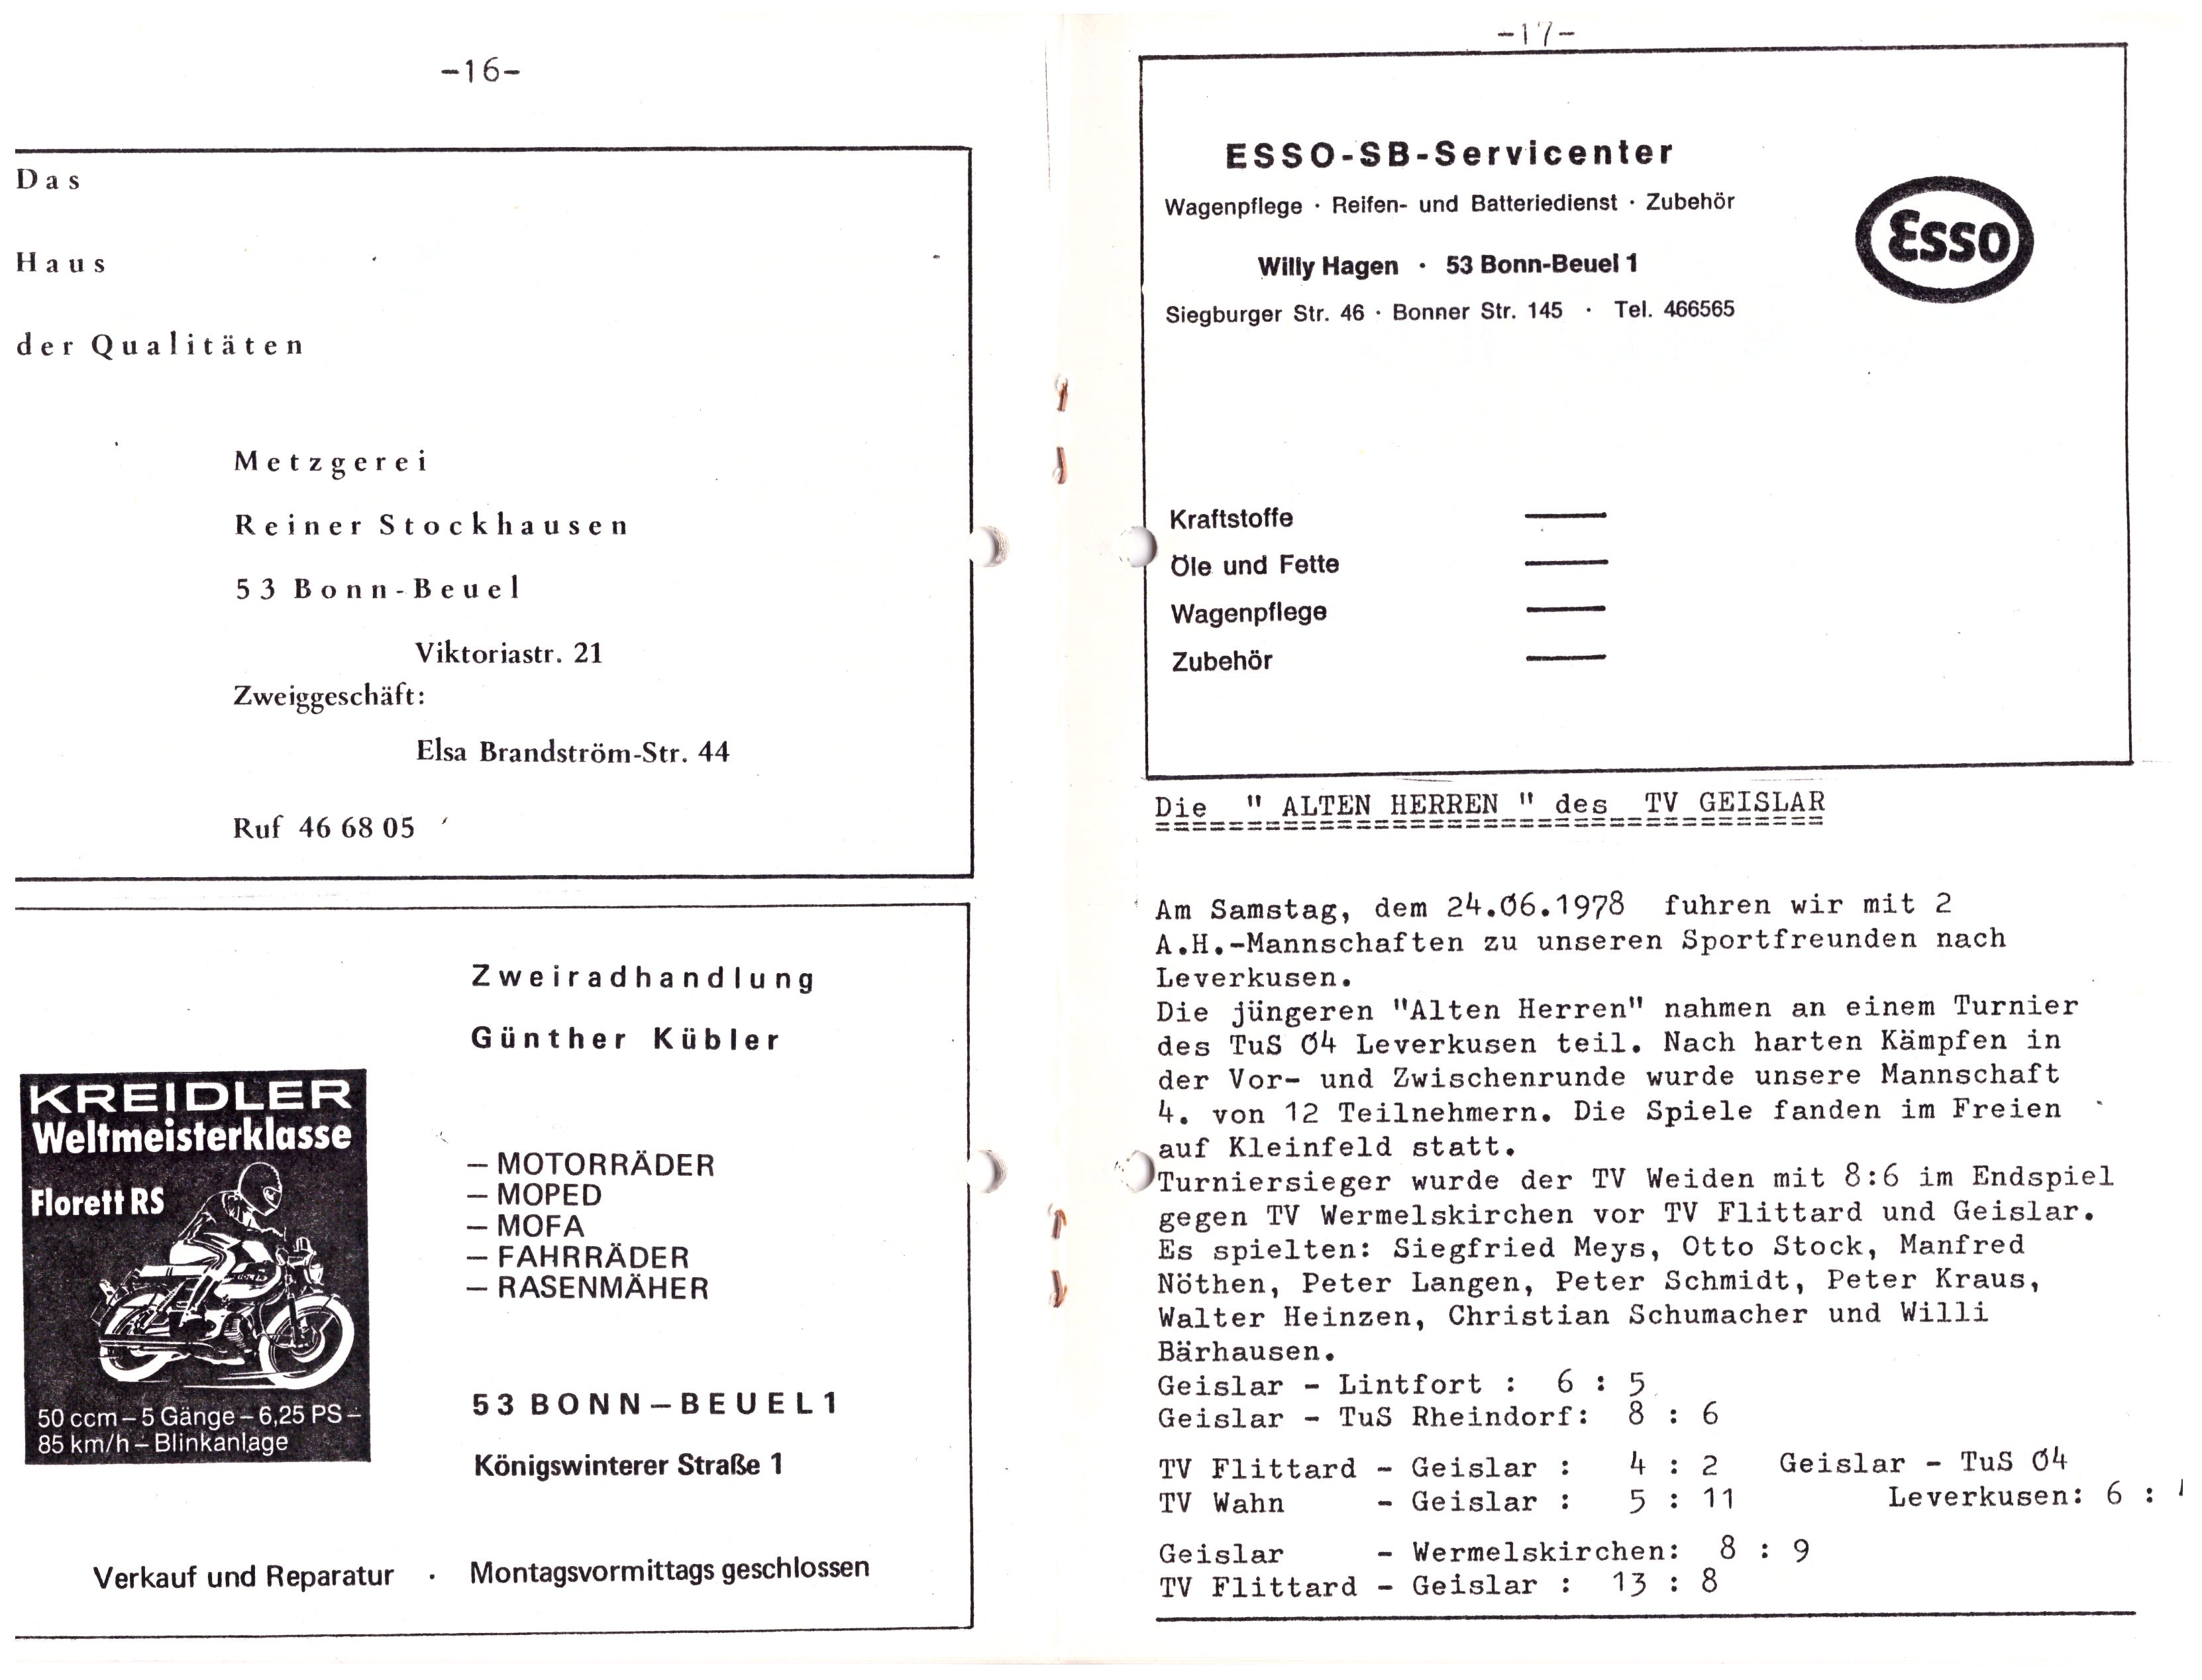 -16-
Das
Haus
der Qualitäten
Metzgerei
Reiner Stockhausen
53 Bonn-Beuel
Viktoriastr. 21
Zweiggeschäft:
Elsa Brandström-Str. 44
Ruf 46 68 05
Zweiradhandlung
Günther Kübler
KREIDLER
Weltmeisterklasse
Florett RS
50 ccm – 5 Gänge – 6,25 PS –
85 km/h – Blinkanlage
– MOTORRÄDER
– MOPED
– MOFA
– FAHRRÄDER
– RASENMÄHER
53 BONN – BEUEL 1
Königswinterer Straße 1
Verkauf und Reparatur · Montagsvormittags geschlossen
-17-
ESSO-SB-Servicenter
Wagenpflege · Reifen- und Batteriedienst · Zubehör
Willy Hagen · 53 Bonn-Beuel 1
Siegburger Str. 46 · Bonner Str. 145 · Tel. 466565
Esso
Kraftstoffe
Öle und Fette
Wagenpflege
Zubehör
Die " ALTEN HERREN " des TV GEISLAR
Am Samstag, dem 24.06.1978 fuhren wir mit 2
A.H.-Mannschaften zu unseren Sportfreunden nach
Leverkusen.
Die jüngeren "Alten Herren" nahmen an einem Turnier
des TuS 04 Leverkusen teil. Nach harten Kämpfen in
der Vor- und Zwischenrunde wurde unsere Mannschaft
4. von 12 Teilnehmern. Die Spiele fanden im Freien
auf Kleinfeld statt.
Turniersieger wurde der TV Weiden mit 8:6 im Endspiel
gegen TV Wermelskirchen vor TV Flittard und Geislar.
Es spielten: Siegfried Meys, Otto Stock, Manfred
Nöthen, Peter Langen, Peter Schmidt, Peter Kraus,
Walter Heinzen, Christian Schumacher und Willi
Bärhausen.
Geislar - Lintfort : 6 : 5
Geislar - TuS Rheindorf: 8 : 6
TV Flittard - Geislar : 4 : 2 Geislar - TuS 04
TV Wahn - Geislar : 5 : 11 Leverkusen: 6 :
Geislar - Wermelskirchen: 8 : 9
TV Flittard - Geislar : 13 : 8